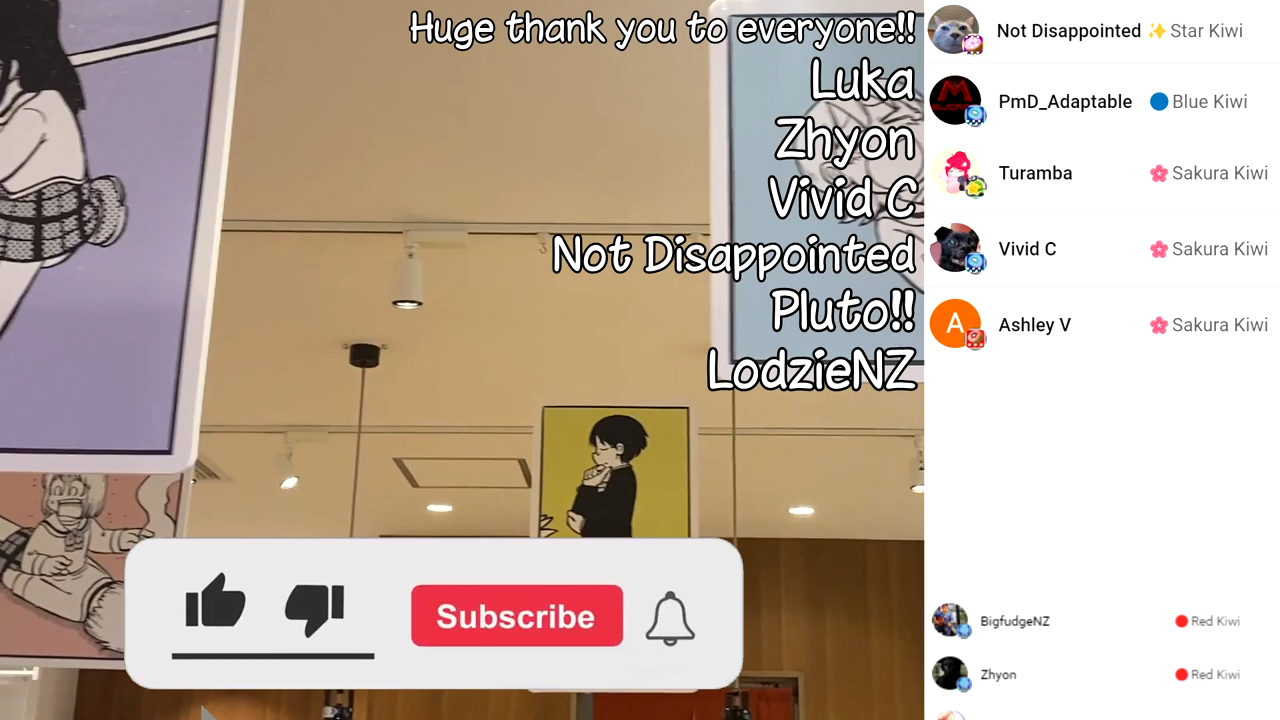 Huge thank you to everyone!!
Luka
Zhyon
Vivid C
Not Disappointed
Pluto!!
LodzieNZ
Subscribe
Not Disappointed ✨ Star Kiwi
PmD_Adaptable 🔵 Blue Kiwi
Turamba 🌸 Sakura Kiwi
Vivid C 🌸 Sakura Kiwi
A Ashley V 🌸 Sakura Kiwi
BigfudgeNZ 🔴 Red Kiwi
Zhyon 🔴 Red Kiwi